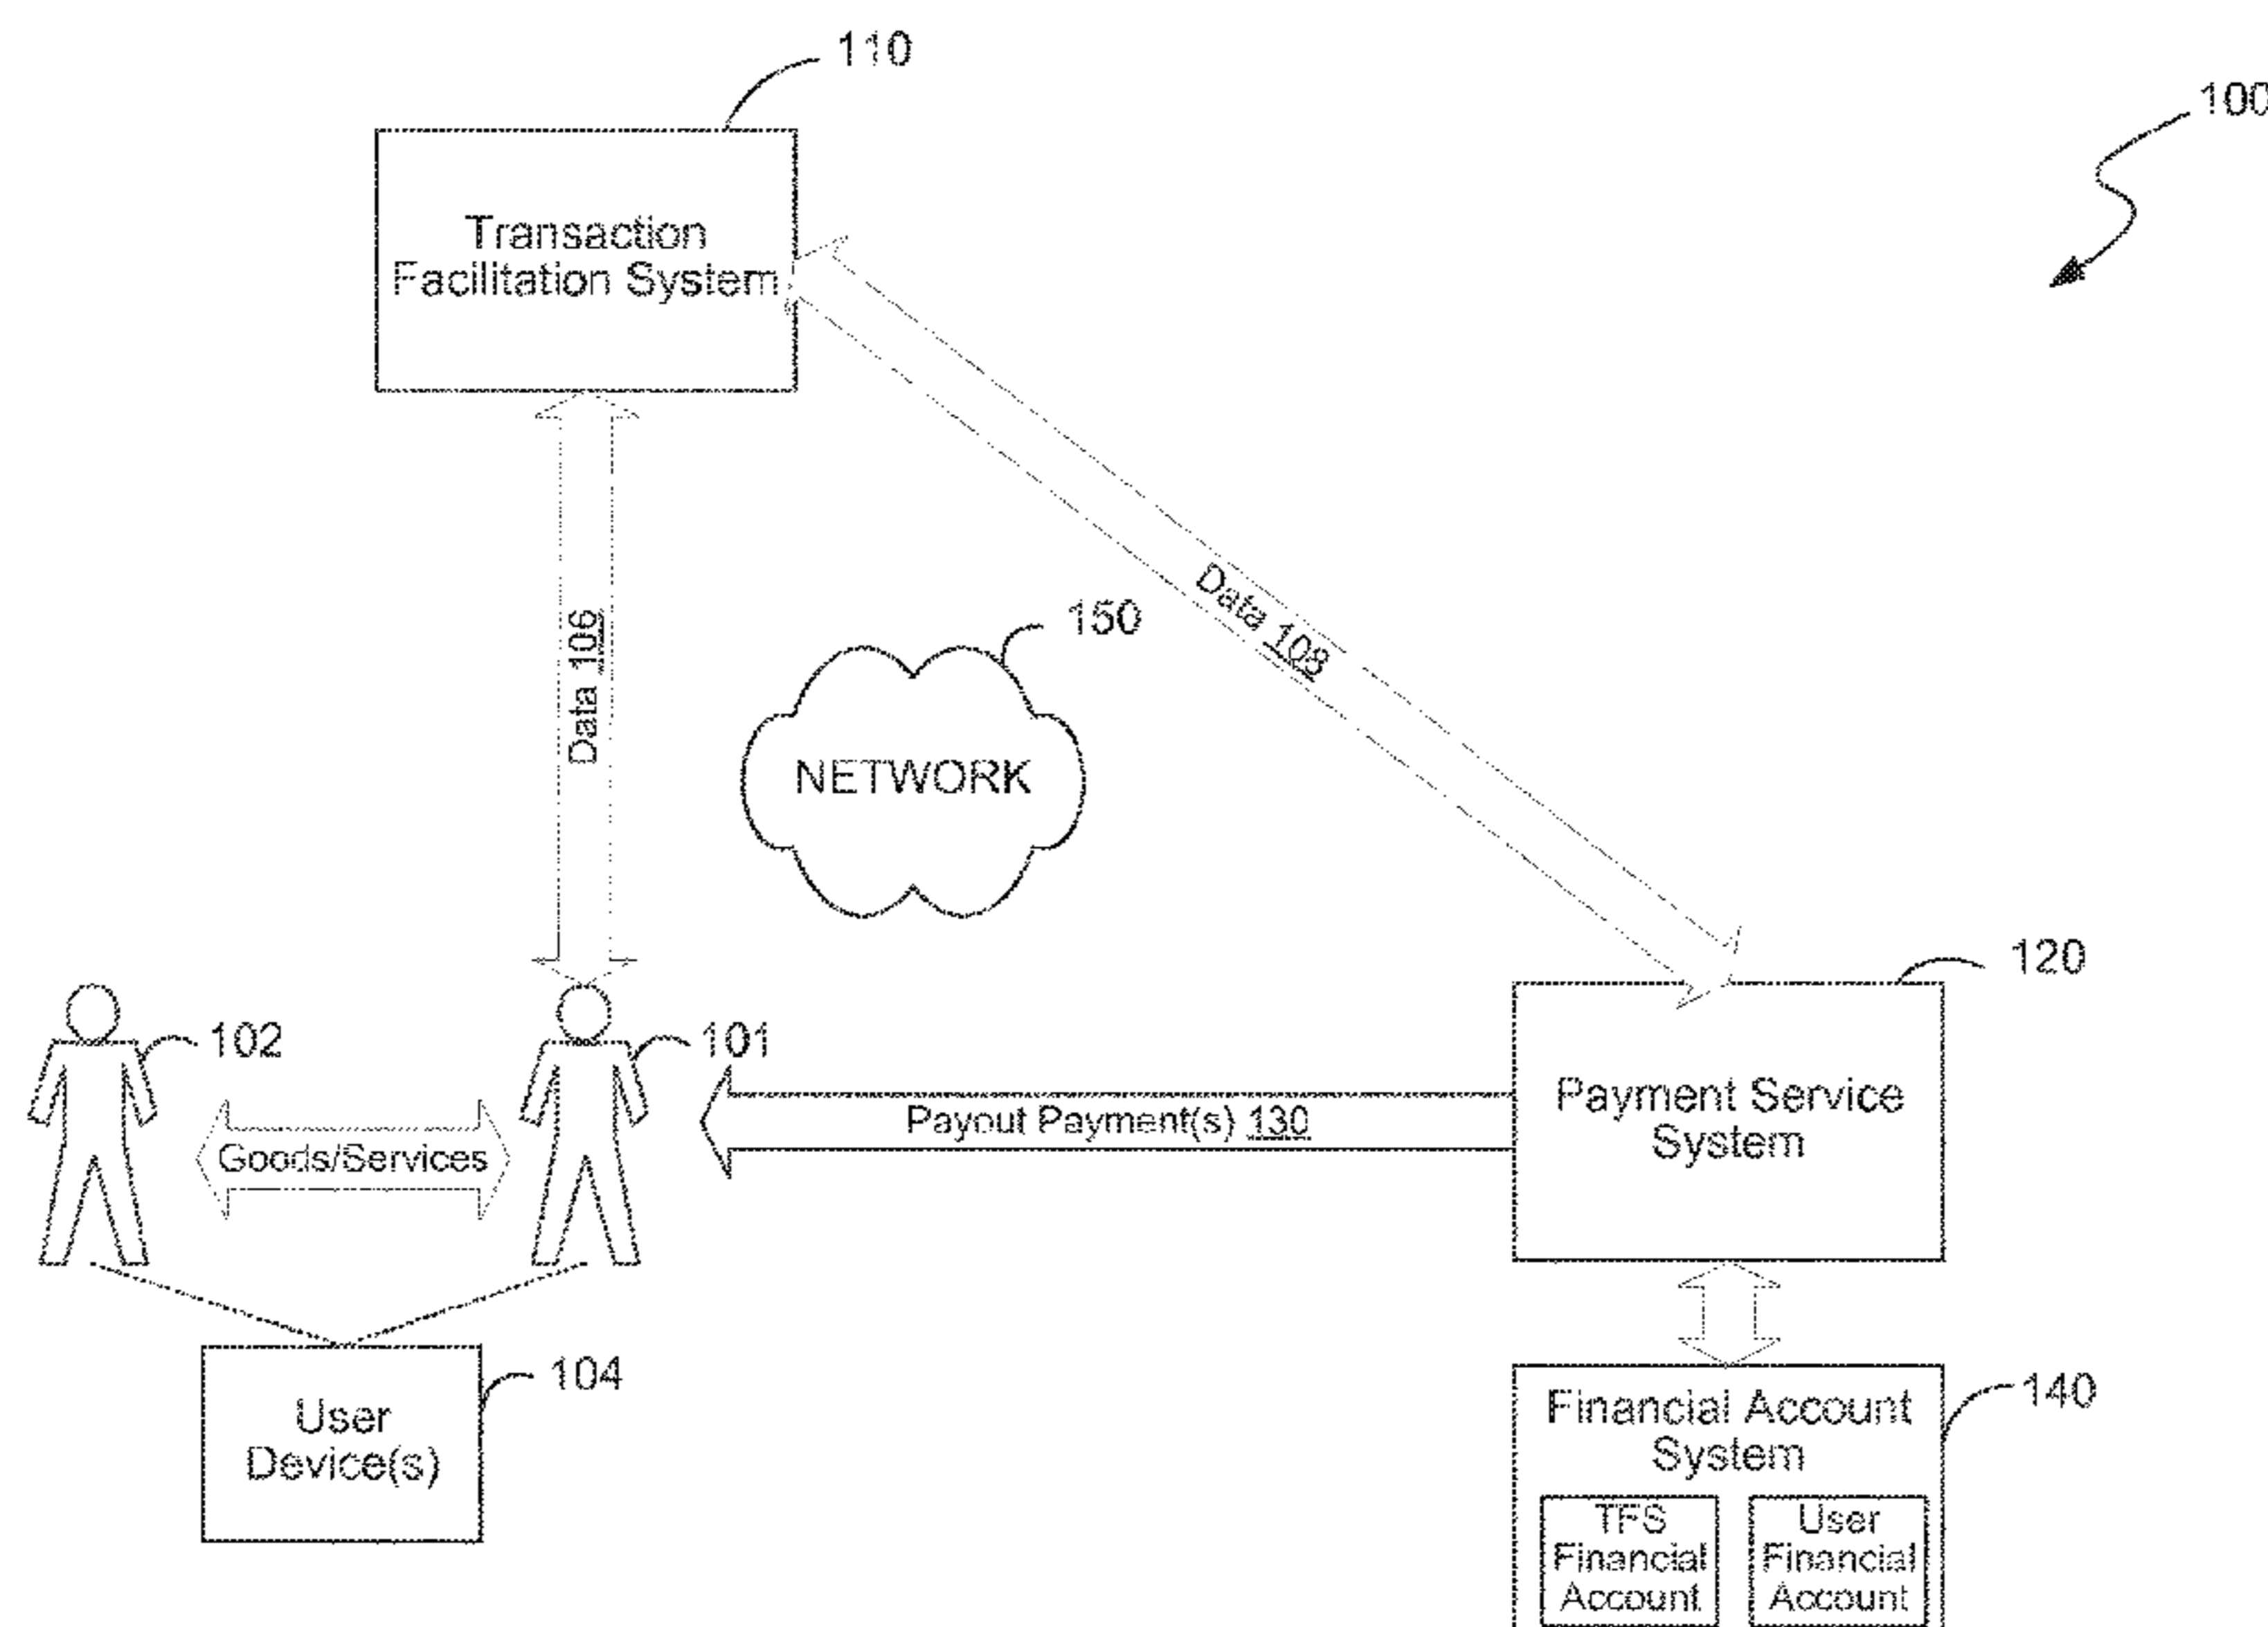 110
100
Transaction
Facilitation System
Data 106
Data 108
150
NETWORK
120
102
101
Payment Service
System
Payout Payment(s) 130
Goods/Services
104
User
Device(s)
140
Financial Account
System
TFS
Financial
Account
User
Financial
Account